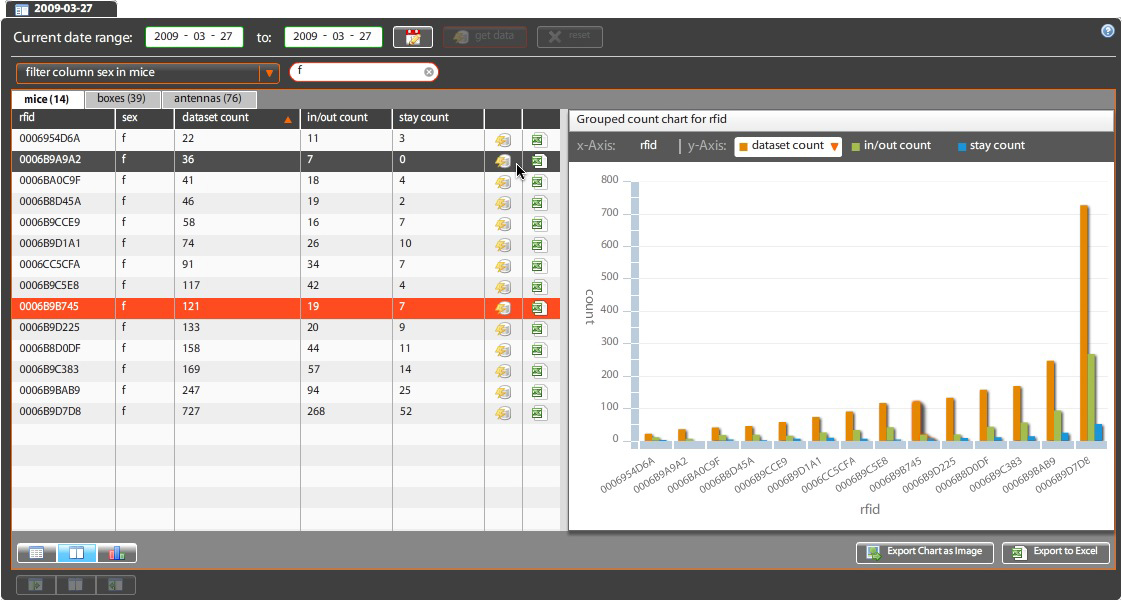 2009-03-27
Current date range: 2009 - 03 - 27 to: 2009 - 03 - 27 get data reset
filter column sex in mice f
mice (14) boxes (39) antennas (76)
rfid sex dataset count in/out count stay count
0006954D6A f 22 11 3
0006B9A9A2 f 36 7 0
0006BA0C9F f 41 18 4
0006B8D45A f 46 19 2
0006B9CCE9 f 58 16 7
0006B9D1A1 f 74 26 10
0006CC5CFA f 91 34 7
0006B9C5E8 f 117 42 4
0006B9B745 f 121 19 7
0006B9D225 f 133 20 9
0006B8D0DF f 158 44 11
0006B9C383 f 169 57 14
0006B9BAB9 f 247 94 25
0006B9D7D8 f 727 268 52
Grouped count chart for rfid
x-Axis: rfid | y-Axis: dataset count in/out count stay count
800
700
600
500
400
300
200
100
0
count
0006954D6A 0006B9A9A2 0006BA0C9F 0006B8D45A 0006B9CCE9 0006B9D1A1 0006CC5CFA 0006B9C5E8 0006B9B745 0006B9D225 0006B8D0DF 0006B9C383 0006B9BAB9 0006B9D7D8
rfid
Export Chart as Image Export to Excel